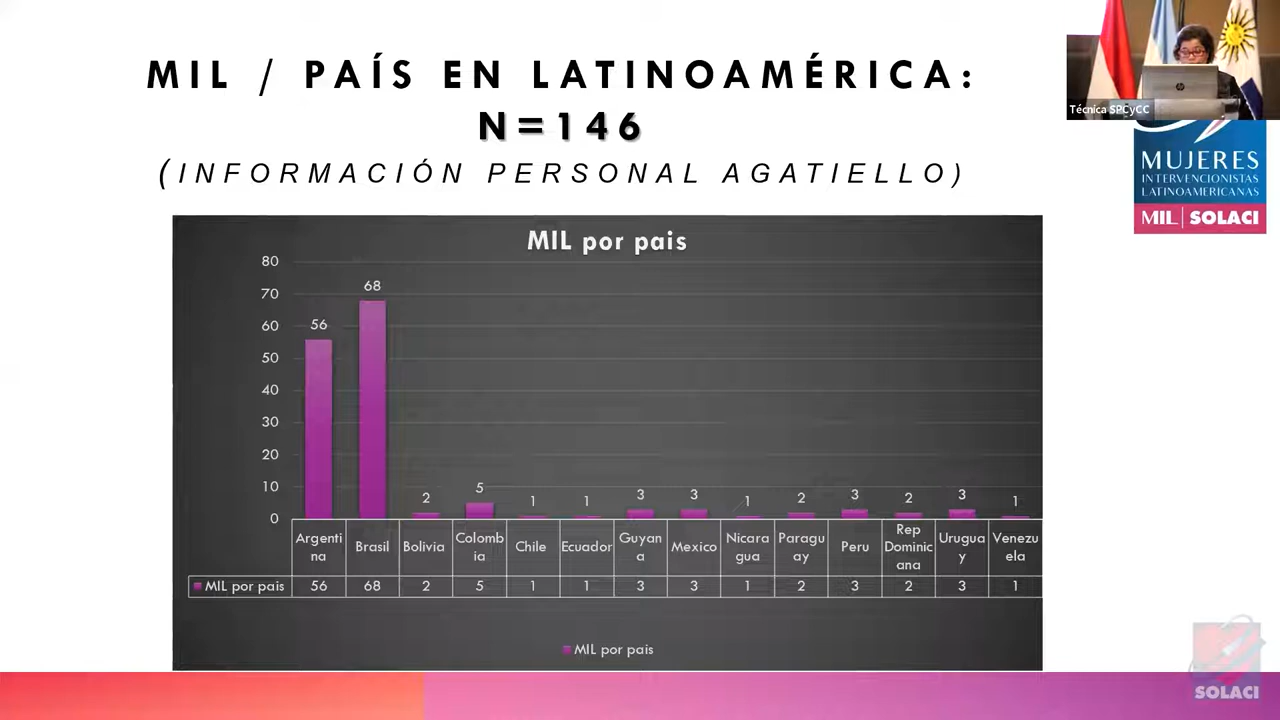 MIL / PAÍS EN LATINOAMÉRICA:
N=146
(INFORMACIÓN PERSONAL AGATIELLO)
Técnica SPCyCC
MUJERES
INTERVENCIONISTAS
LATINOAMERICANAS
MIL | SOLACI
MIL por pais
80
70
60
50
40
30
20
10
0
56 68 2 5 1 1 3 3 1 2 3 2 3 1
Argenti
na
Brasil
Bolivia
Colomb
ia
Chile
Ecuador
Guyan
a
Mexico
Nicara
gua
Paragu
ay
Peru
Rep
Dominic
ana
Urugua
y
Venezu
ela
MIL por pais 56 68 2 5 1 1 3 3 1 2 3 2 3 1
MIL por pais
SOLACI
hp